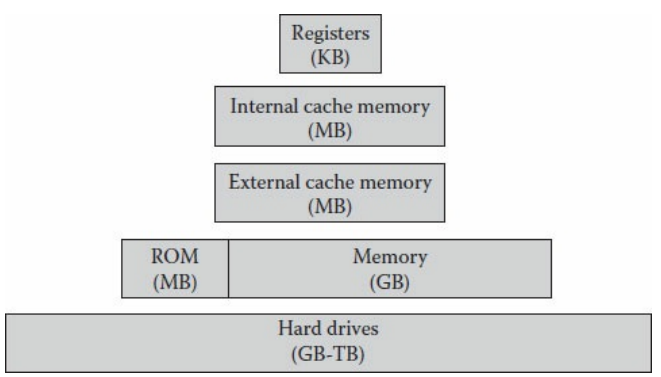 Registers
(KB)
Internal cache memory
(MB)
External cache memory
(MB)
ROM
(MB)
Memory
(GB)
Hard drives
(GB-TB)